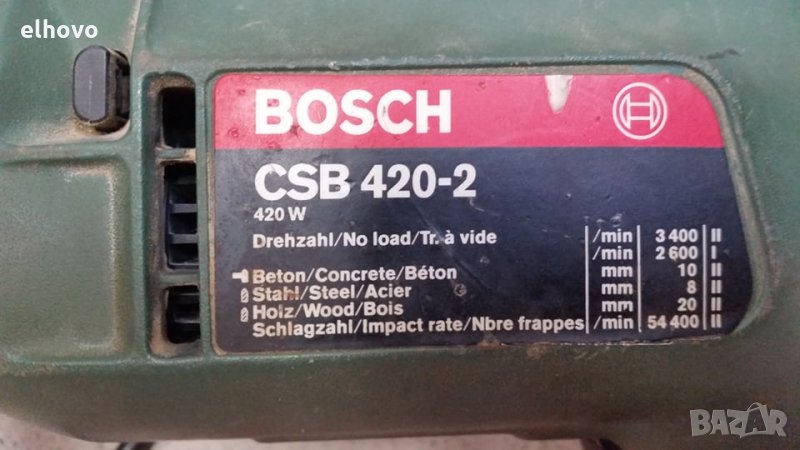 elhovo
BOSCH
CSB 420-2
420 W
Drehzahl/No load/Tr. à vide /min 3 400 II
/min 2 600 I
Beton/Concrete/Béton mm 10 II
Stahl/Steel/Acier mm 8 II
Holz/Wood/Bois mm 20 II
Schlagzahl/Impact rate/Nbre frappes /min 54 400 II
BAZAR